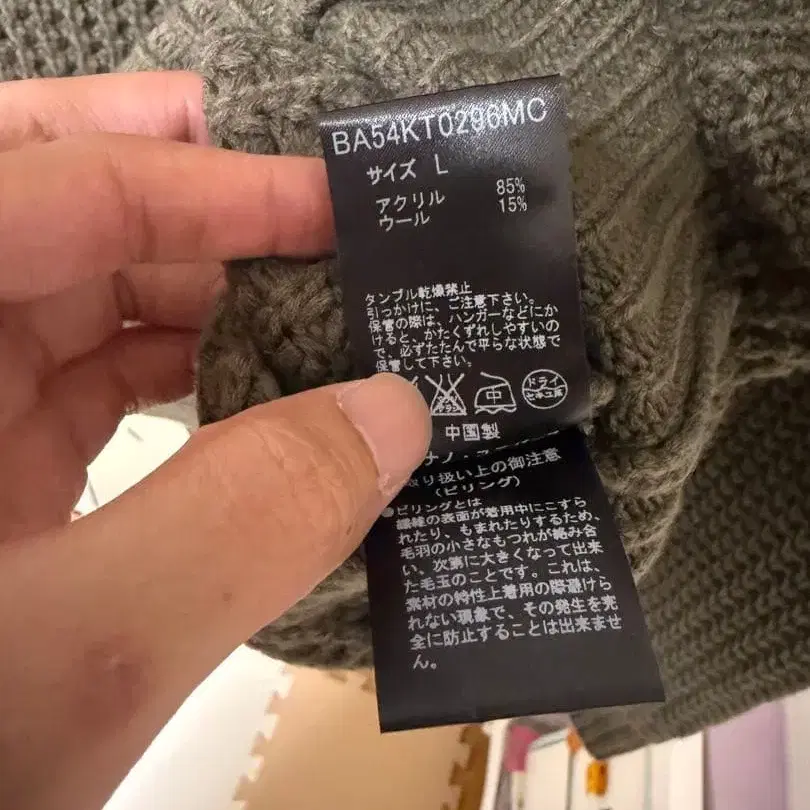 BA54KT0296MC
サイズ L
アクリル 85%
ウール 15%
タンブル乾燥禁止
引っかけに、ご注意下さい。
保管の際は、ハンガーなどにか
けると、かたくずれしやすいの
で、必ずたたんで平らな状態で
保管して下さい。
中 ドライ
セキユ系
中国製
取り扱い上の御注意
(ピリング)
●ピリングとは
繊維の表面が着用中にこすら
れたり、もまれたりするため、
毛羽の小さなもつれが絡み合
い、次第に大きくなって出来
た毛玉のことです。これは、
素材の特性上着用の際避けら
れない現象で、その発生を完
全に防止することは出来ませ
ん。